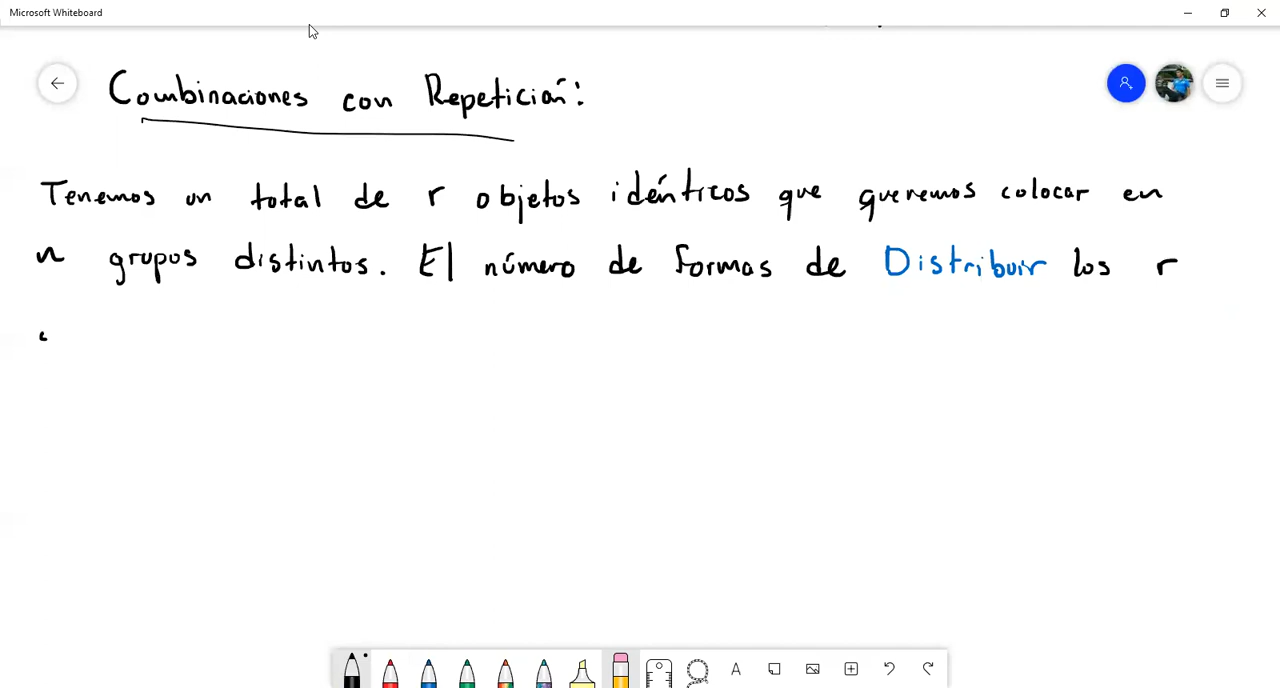 Microsoft Whiteboard
Combinaciones con Repetición:
Tenemos un total de r objetos idénticos que queremos colocar en
n grupos distintos. El número de formas de Distribuir los r